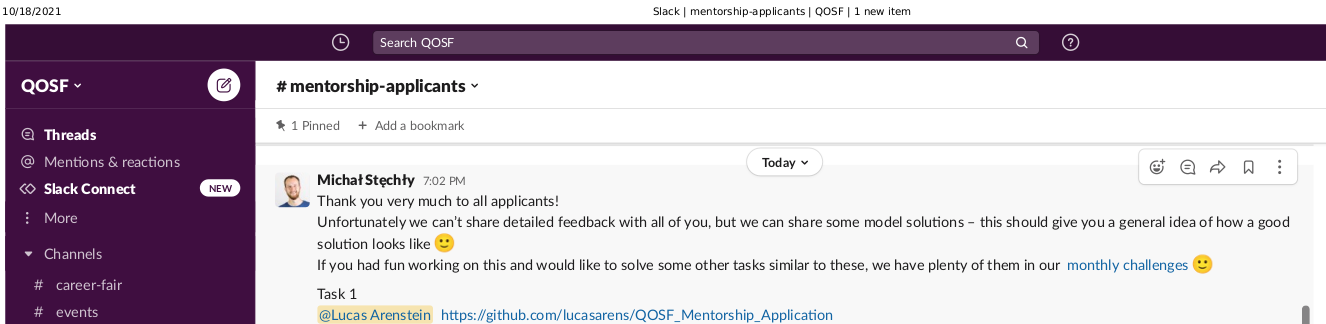 10/18/2021
Slack | mentorship-applicants | QOSF | 1 new item
Search QOSF
QOSF
Threads
Mentions & reactions
Slack Connect NEW
More
Channels
# career-fair
# events
# mentorship-applicants
1 Pinned + Add a bookmark
Today
Michał Stęchły 7:02 PM
Thank you very much to all applicants!
Unfortunately we can't share detailed feedback with all of you, but we can share some model solutions – this should give you a general idea of how a good
solution looks like 🙂
If you had fun working on this and would like to solve some other tasks similar to these, we have plenty of them in our monthly challenges 🙂
Task 1
@Lucas Arenstein https://github.com/lucasarens/QOSF_Mentorship_Application